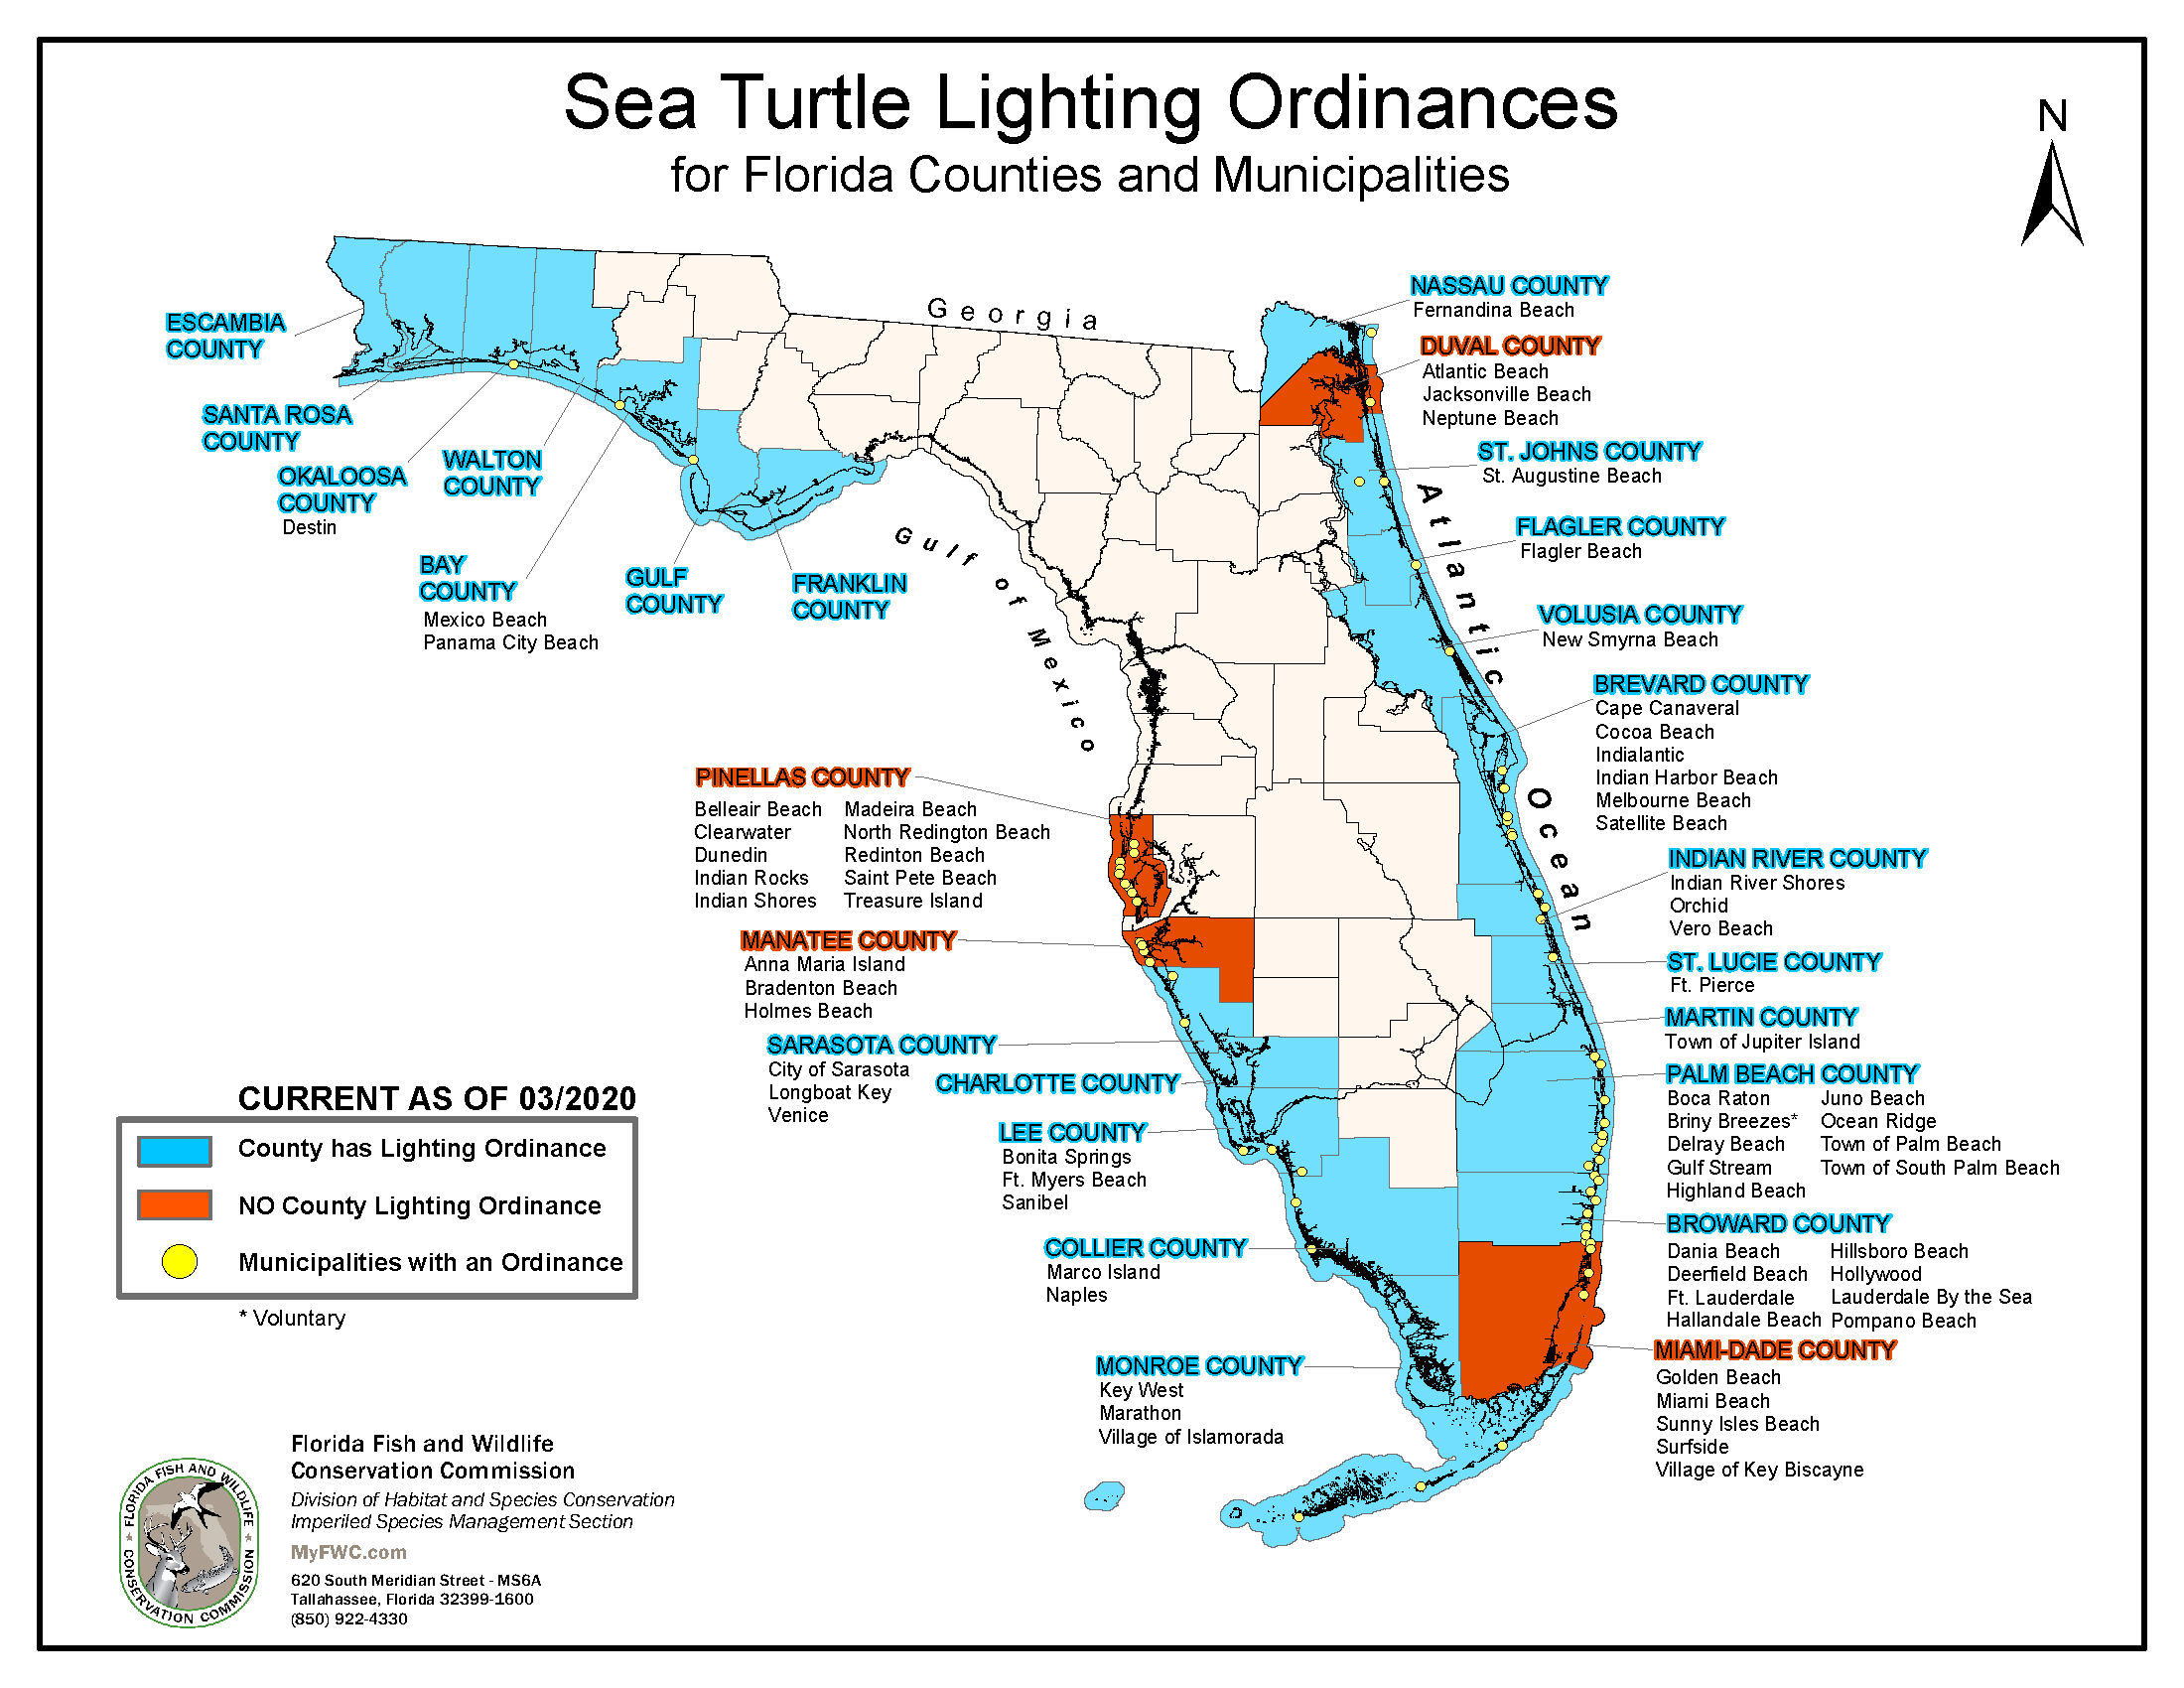 Sea Turtle Lighting Ordinances
for Florida Counties and Municipalities
N
Georgia
Gulf of Mexico
Atlantic Ocean
ESCAMBIA
COUNTY
SANTA ROSA
COUNTY
OKALOOSA
COUNTY
Destin
WALTON
COUNTY
BAY
COUNTY
Mexico Beach
Panama City Beach
GULF
COUNTY
FRANKLIN
COUNTY
NASSAU COUNTY
Fernandina Beach
DUVAL COUNTY
Atlantic Beach
Jacksonville Beach
Neptune Beach
ST. JOHNS COUNTY
St. Augustine Beach
FLAGLER COUNTY
Flagler Beach
VOLUSIA COUNTY
New Smyrna Beach
BREVARD COUNTY
Cape Canaveral
Cocoa Beach
Indialantic
Indian Harbor Beach
Melbourne Beach
Satellite Beach
INDIAN RIVER COUNTY
Indian River Shores
Orchid
Vero Beach
ST. LUCIE COUNTY
Ft. Pierce
MARTIN COUNTY
Town of Jupiter Island
PALM BEACH COUNTY
Boca Raton Juno Beach
Briny Breezes* Ocean Ridge
Delray Beach Town of Palm Beach
Gulf Stream Town of South Palm Beach
Highland Beach
BROWARD COUNTY
Dania Beach Hillsboro Beach
Deerfield Beach Hollywood
Ft. Lauderdale Lauderdale By the Sea
Hallandale Beach Pompano Beach
MIAMI-DADE COUNTY
Golden Beach
Miami Beach
Sunny Isles Beach
Surfside
Village of Key Biscayne
PINELLAS COUNTY
Belleair Beach Madeira Beach
Clearwater North Redington Beach
Dunedin Redinton Beach
Indian Rocks Saint Pete Beach
Indian Shores Treasure Island
MANATEE COUNTY
Anna Maria Island
Bradenton Beach
Holmes Beach
SARASOTA COUNTY
City of Sarasota
Longboat Key
Venice
CHARLOTTE COUNTY
LEE COUNTY
Bonita Springs
Ft. Myers Beach
Sanibel
COLLIER COUNTY
Marco Island
Naples
MONROE COUNTY
Key West
Marathon
Village of Islamorada
CURRENT AS OF 03/2020
County has Lighting Ordinance
NO County Lighting Ordinance
Municipalities with an Ordinance
* Voluntary
FLORIDA FISH AND WILDLIFE
CONSERVATION COMMISSION
Florida Fish and Wildlife
Conservation Commission
Division of Habitat and Species Conservation
Imperiled Species Management Section
MyFWC.com
620 South Meridian Street - MS6A
Tallahassee, Florida 32399-1600
(850) 922-4330